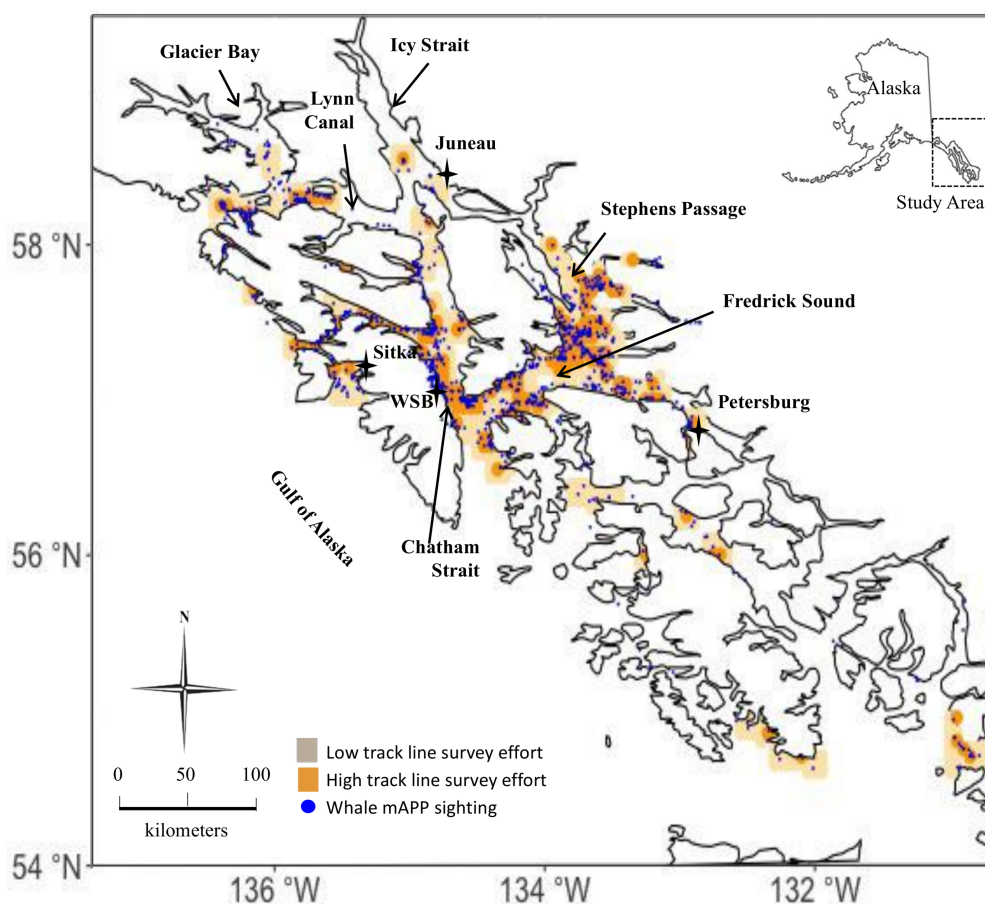 Glacier Bay
Icy Strait
Lynn
Canal
Juneau
Alaska
Study Area
Stephens Passage
58 °N
Fredrick Sound
Sitka
WSB
Petersburg
Gulf of Alaska
Chatham
Strait
56 °N
N
Low track line survey effort
High track line survey effort
Whale mAPP sighting
0 50 100
kilometers
54 °N
136 °W 134 °W 132 °W